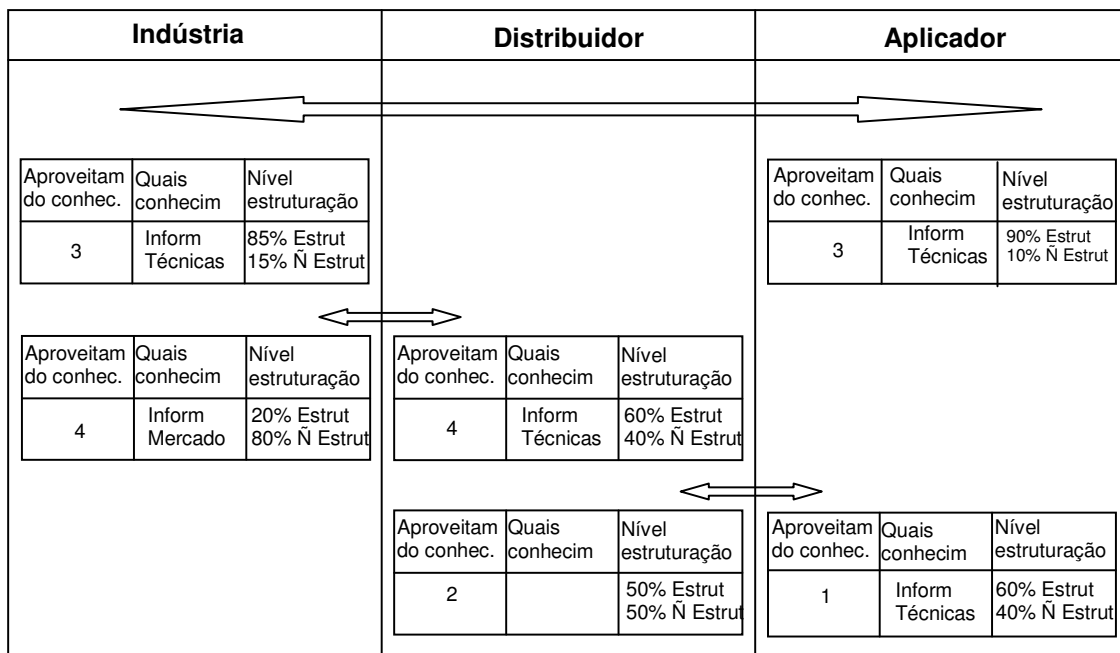 Indústria
Distribuidor
Aplicador
Aproveitam
do conhec.
Quais
conhecim
Nível
estruturação
3
Inform
Técnicas
85% Estrut
15% Ñ Estrut
Aproveitam
do conhec.
Quais
conhecim
Nível
estruturação
3
Inform
Técnicas
90% Estrut
10% Ñ Estrut
Aproveitam
do conhec.
Quais
conhecim
Nível
estruturação
4
Inform
Mercado
20% Estrut
80% Ñ Estrut
Aproveitam
do conhec.
Quais
conhecim
Nível
estruturação
4
Inform
Técnicas
60% Estrut
40% Ñ Estrut
Aproveitam
do conhec.
Quais
conhecim
Nível
estruturação
2
50% Estrut
50% Ñ Estrut
Aproveitam
do conhec.
Quais
conhecim
Nível
estruturação
1
Inform
Técnicas
60% Estrut
40% Ñ Estrut